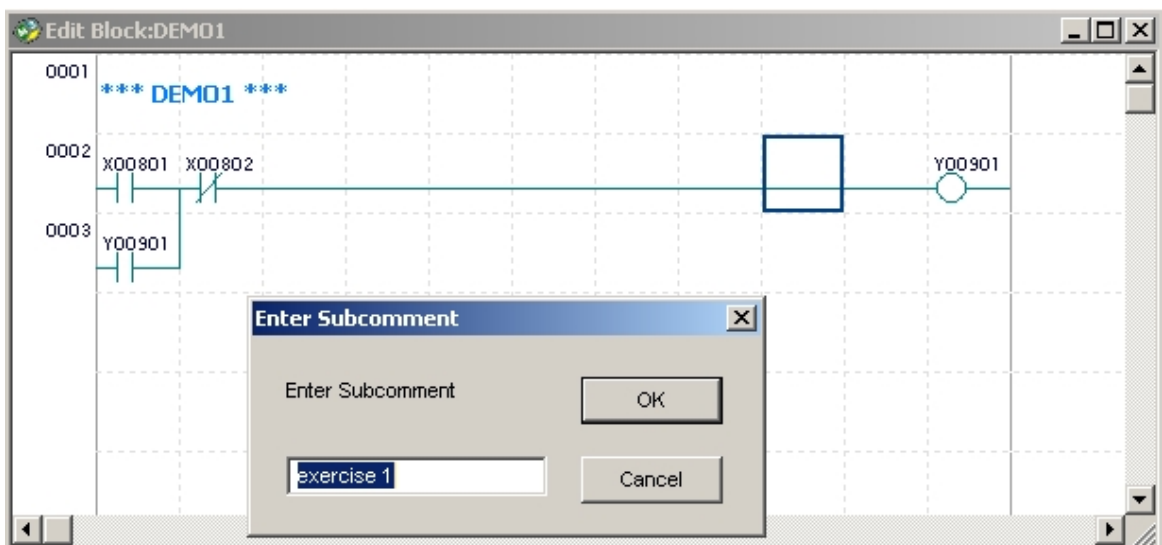 Edit Block:DEMO1
0001
*** DEMO1 ***
0002
X00801 X00802 Y00901
0003
Y00901
Enter Subcomment
Enter Subcomment
OK
exercise 1
Cancel